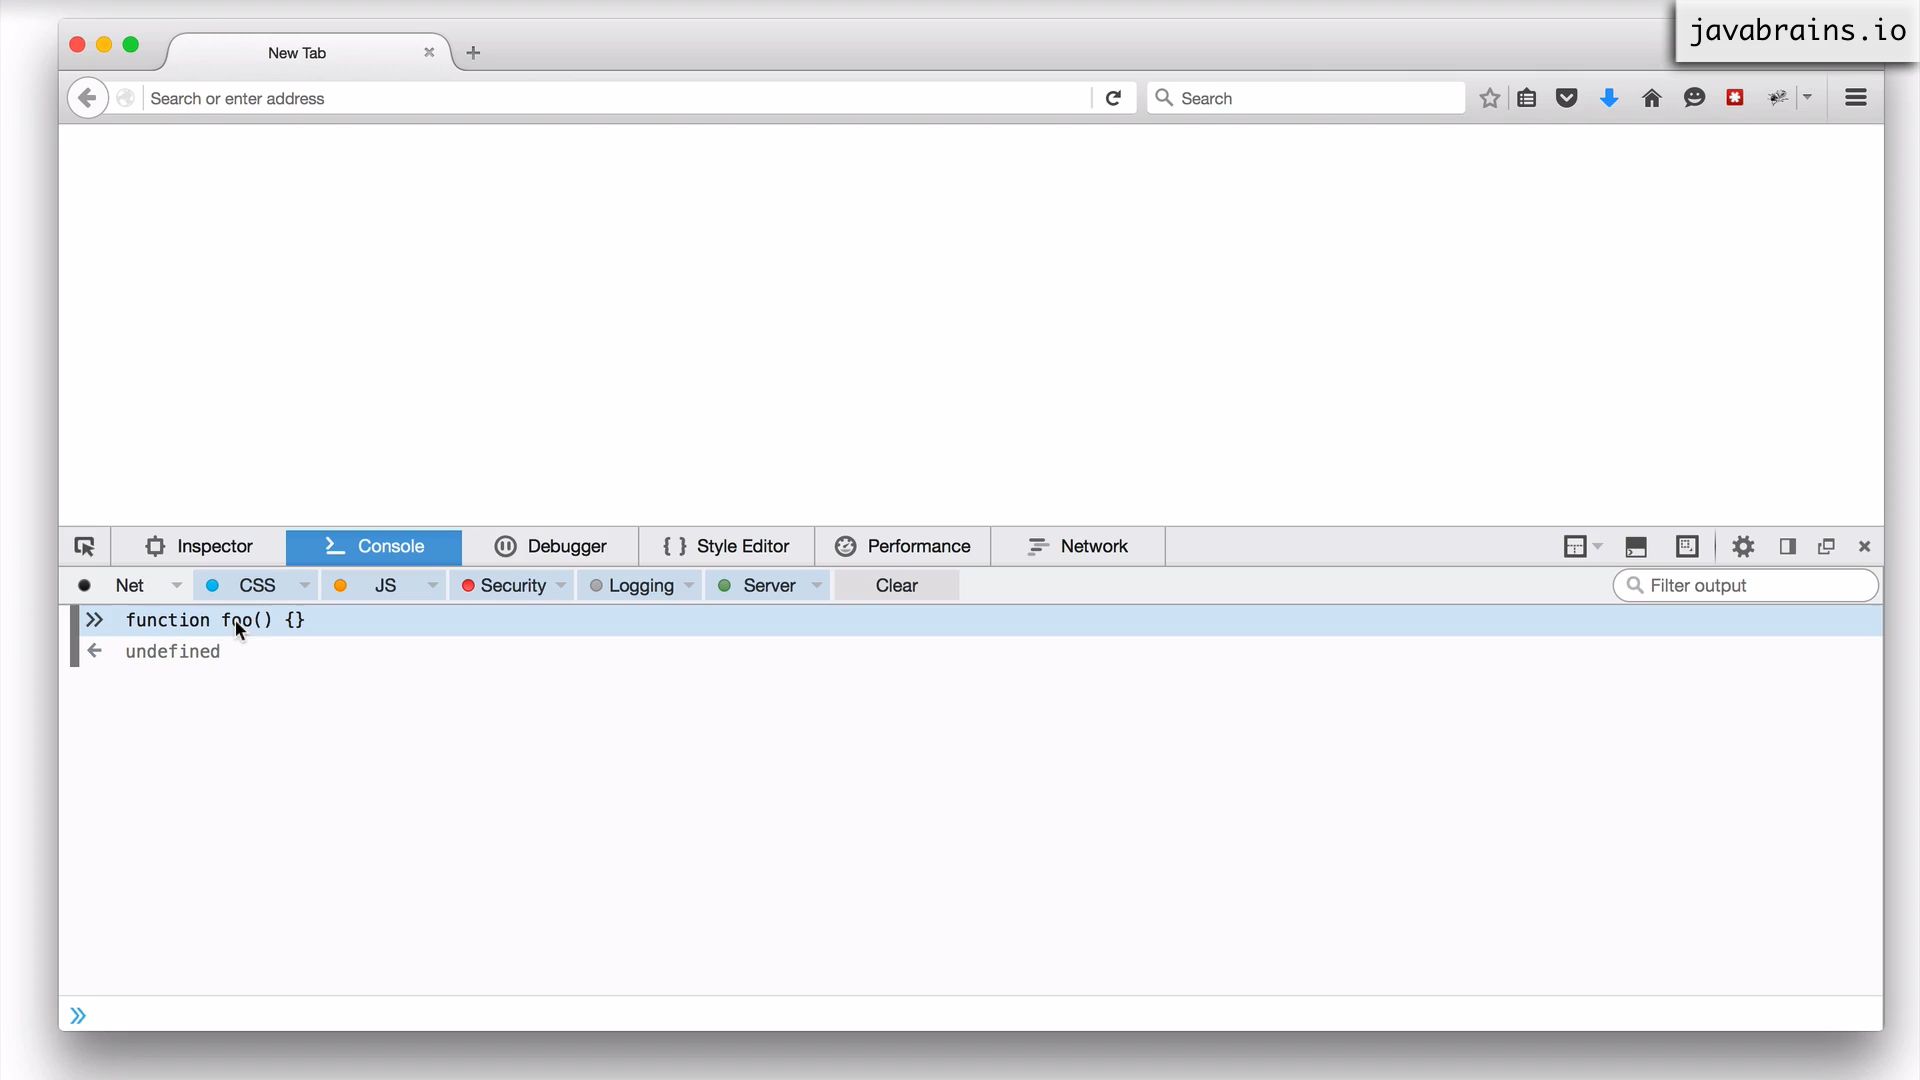 javabrains.io
New Tab
Search or enter address
Search
Inspector
Console
Debugger
{ } Style Editor
Performance
Network
Net
CSS
JS
Security
Logging
Server
Clear
Filter output
function foo() {}
undefined